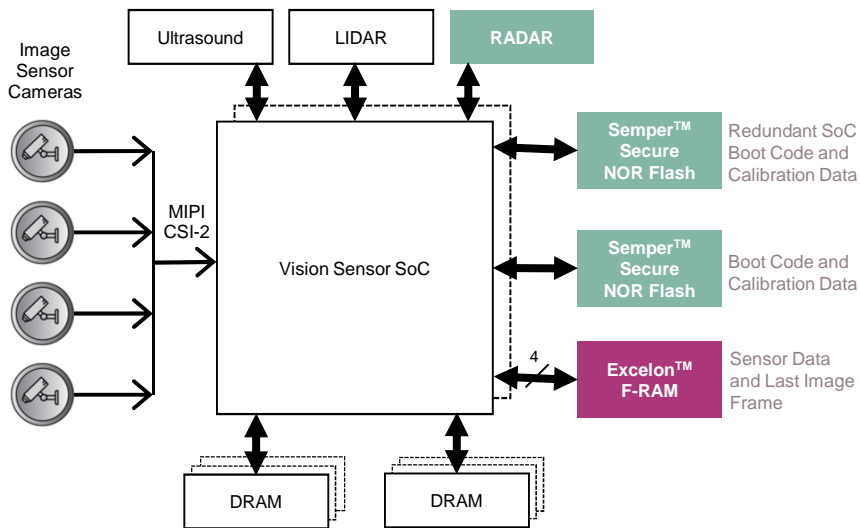 Ultrasound
LIDAR
RADAR
Image
Sensor
Cameras
MIPI
CSI-2
Vision Sensor SoC
Semper™
Secure
NOR Flash
Redundant SoC
Boot Code and
Calibration Data
Semper™
Secure
NOR Flash
Boot Code and
Calibration Data
4
Excelon™
F-RAM
Sensor Data
and Last Image
Frame
DRAM
DRAM